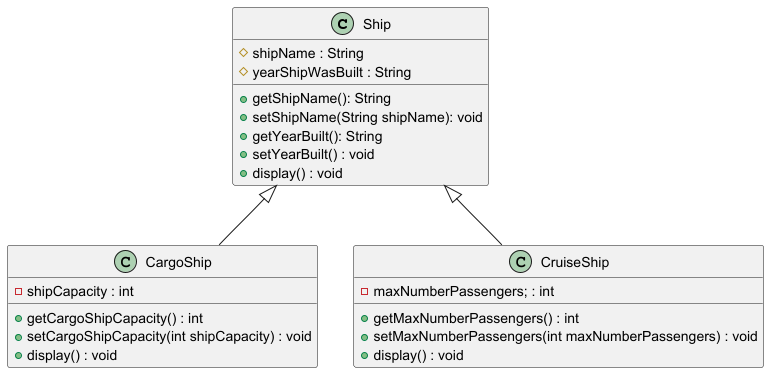 C Ship
shipName : String
yearShipWasBuilt : String
getShipName(): String
setShipName(String shipName): void
getYearBuilt(): String
setYearBuilt() : void
display() : void
C CargoShip
shipCapacity : int
getCargoShipCapacity() : int
setCargoShipCapacity(int shipCapacity) : void
display() : void
C CruiseShip
maxNumberPassengers; : int
getMaxNumberPassengers() : int
setMaxNumberPassengers(int maxNumberPassengers) : void
display() : void